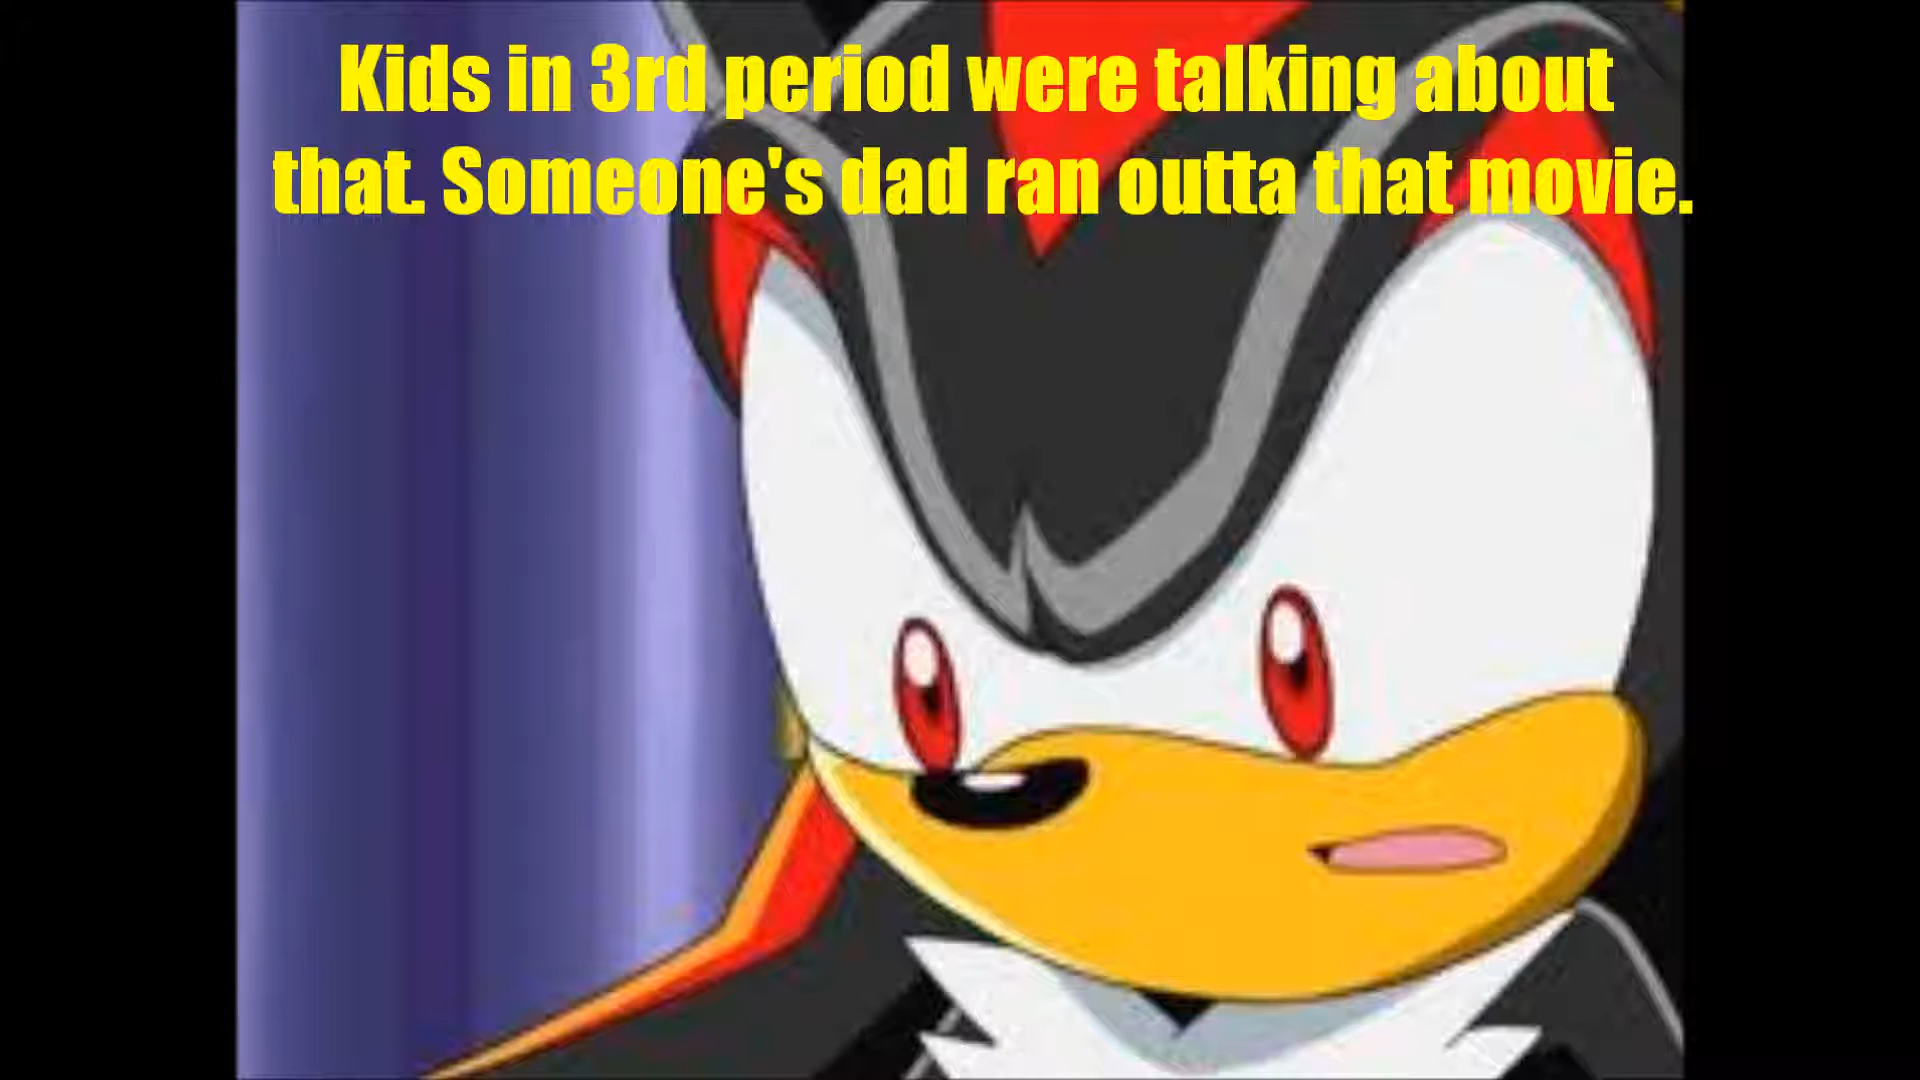 Kids in 3rd period were talking about
that. Someone's dad ran outta that movie.